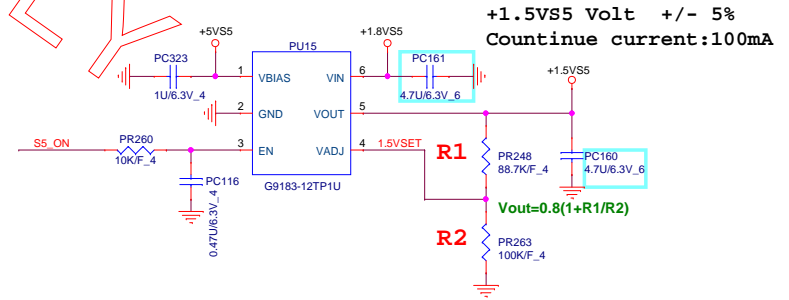 +1.5VS5 Volt +/- 5%
Countinue current:100mA
+5VS5
+1.8VS5
+1.5VS5
PC323
1U/6.3V_4
PU15
PC161
4.7U/6.3V_6
1 VBIAS VIN 6
2 GND VOUT 5
3 EN VADJ 4
G9183-12TP1U
S5_ON
PR260
10K/F_4
PC116
0.47U/6.3V_4
1.5VSET
R1
PR248
88.7K/F_4
PC160
4.7U/6.3V_6
Vout=0.8(1+R1/R2)
R2
PR263
100K/F_4